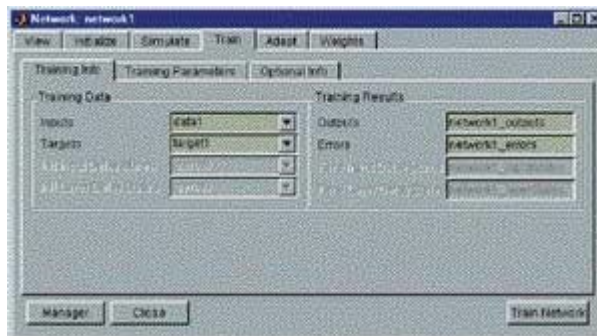 Network: network1
View Initialize Simulate Train Adapt Weights
Training Info Training Parameters Optional Info
Training Data
Training Results
Inputs data1
Outputs network1_outputs
Targets target1
Errors network1_errors
Manager Close
Train Network